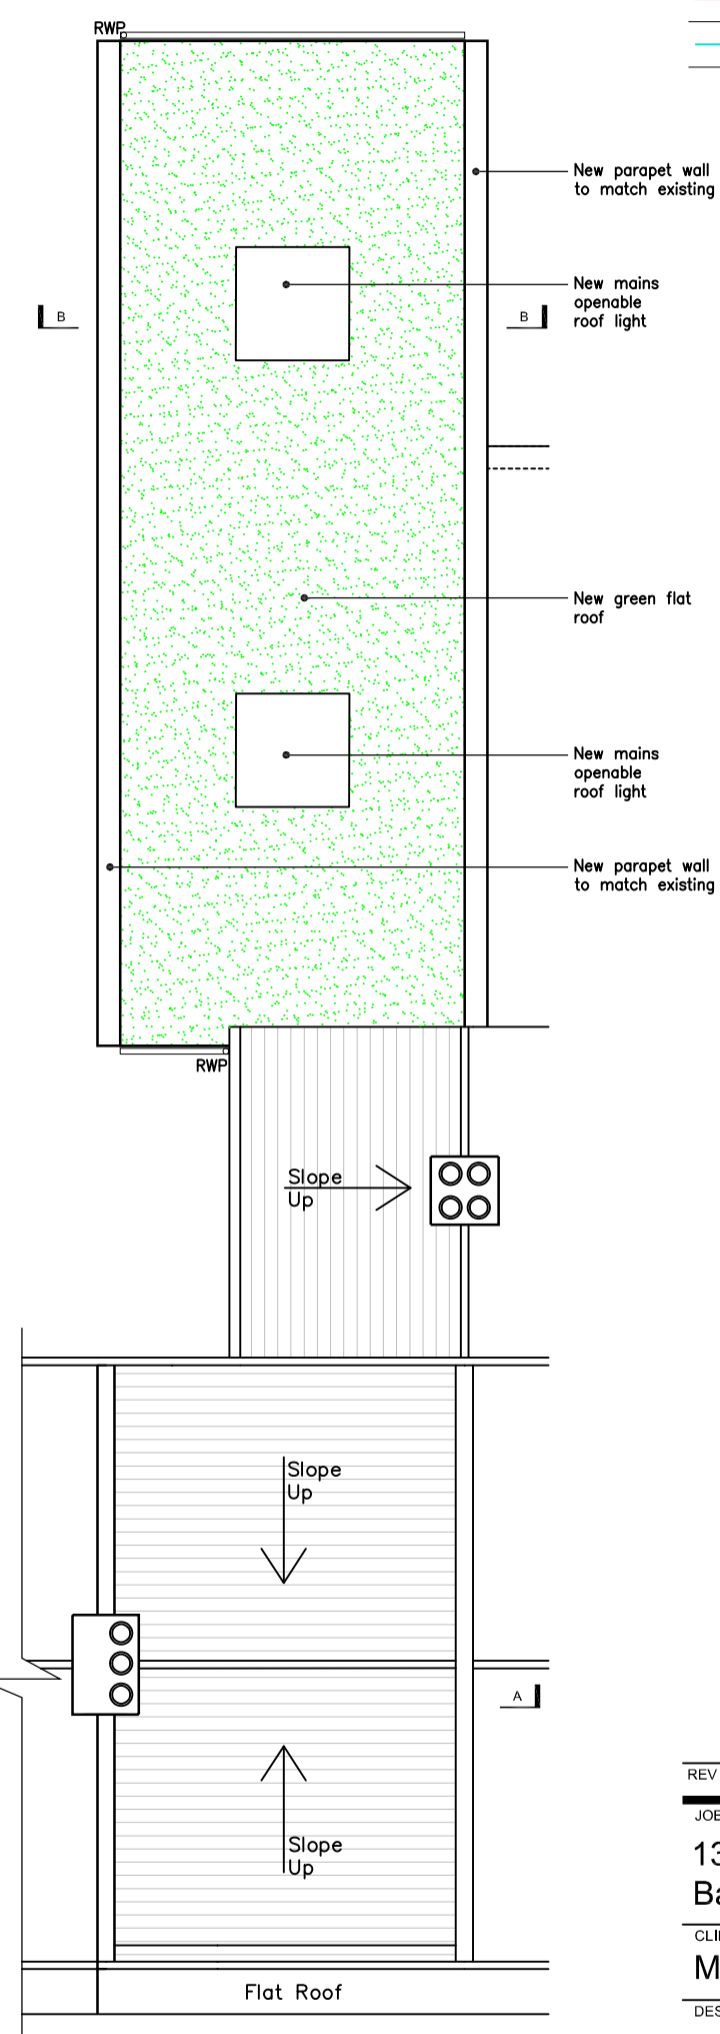 RWP
New parapet wall
to match existing
New mains
openable
roof light
B
B
New green flat
roof
New mains
openable
roof light
New parapet wall
to match existing
RWP
Slope
Up
Slope
Up
A
Slope
Up
Flat Roof
REV
13